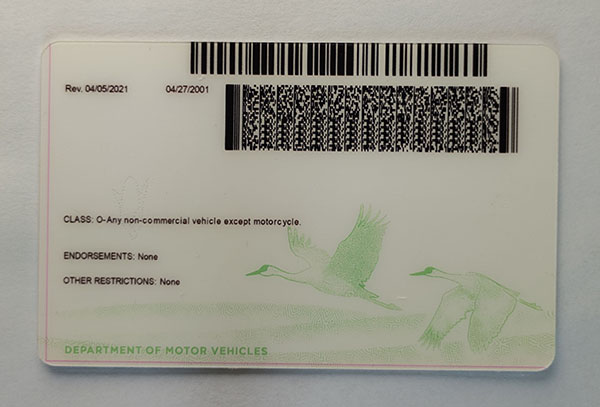 Rev. 04/05/2021 04/27/2001
CLASS: O-Any non-commercial vehicle except motorcycle.
ENDORSEMENTS: None
OTHER RESTRICTIONS: None
DEPARTMENT OF MOTOR VEHICLES